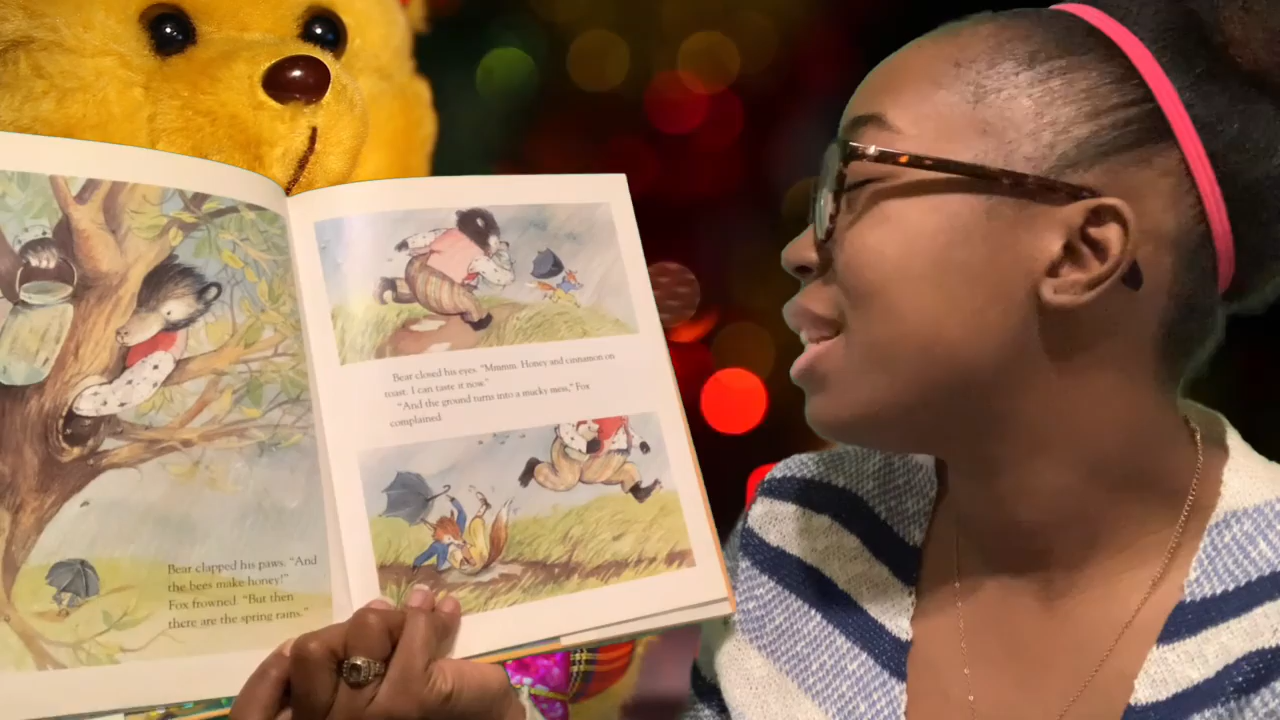 Bear clapped his paws. "And
the bees make honey!"
Fox frowned. "But then
there are the spring rains."
Bear closed his eyes. "Mmmm. Honey and cinnamon on
toast. I can taste it now."
"And the ground turns into a mucky mess," Fox
complained.